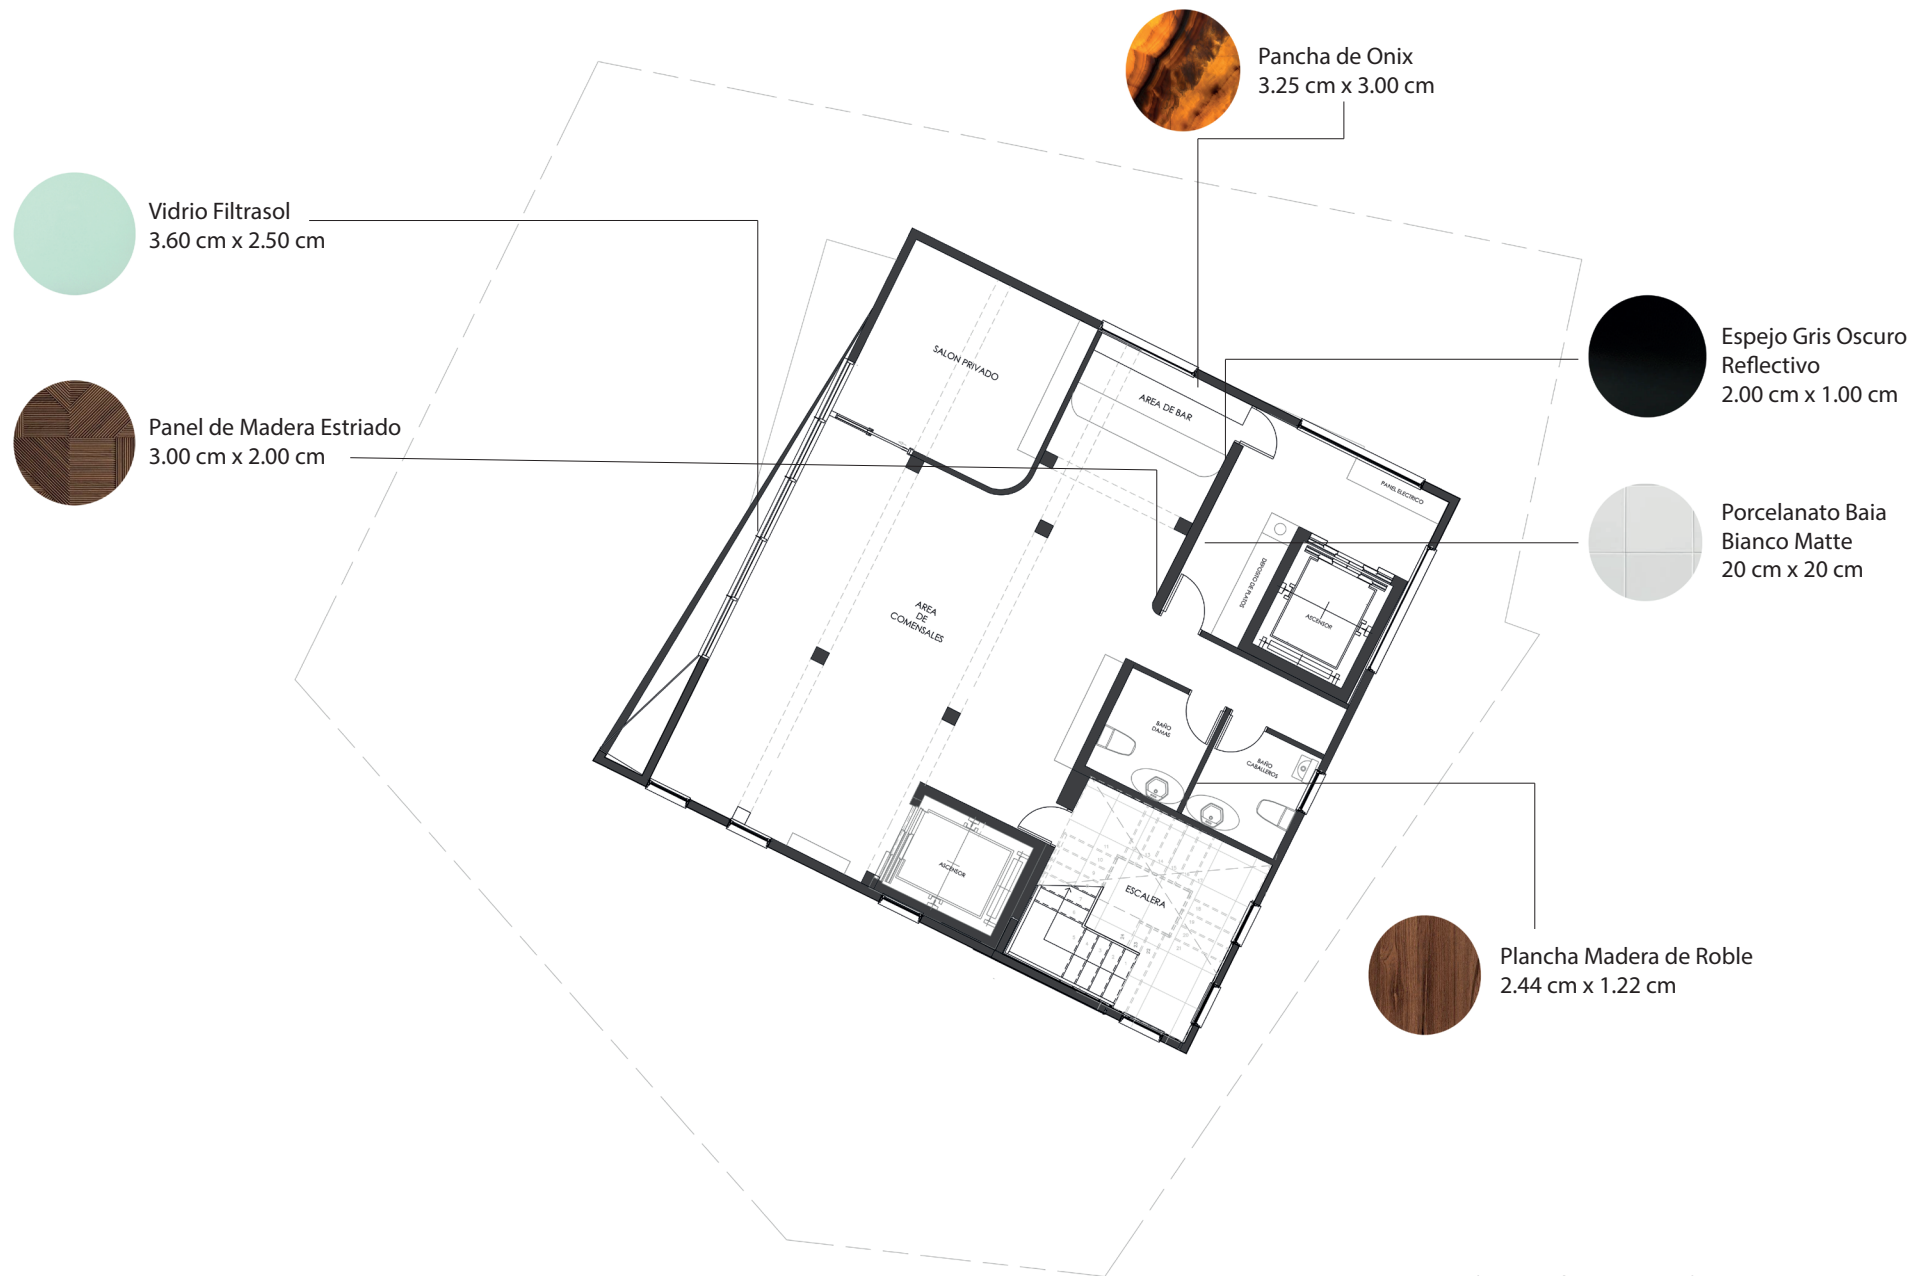 Pancha de Onix
3.25 cm x 3.00 cm
Vidrio Filtrasol
3.60 cm x 2.50 cm
Espejo Gris Oscuro
Reflectivo
2.00 cm x 1.00 cm
Panel de Madera Estriado
3.00 cm x 2.00 cm
Porcelanato Baia
Bianco Matte
20 cm x 20 cm
Plancha Madera de Roble
2.44 cm x 1.22 cm
SALON PRIVADO
AREA DE BAR
PANEL ELECTRICO
DEPOSITO DE PLATOS
ASCENSOR
AREA
DE
COMENSALES
BAÑO
DAMAS
BAÑO
CABALLEROS
ASCENSOR
ESCALERA